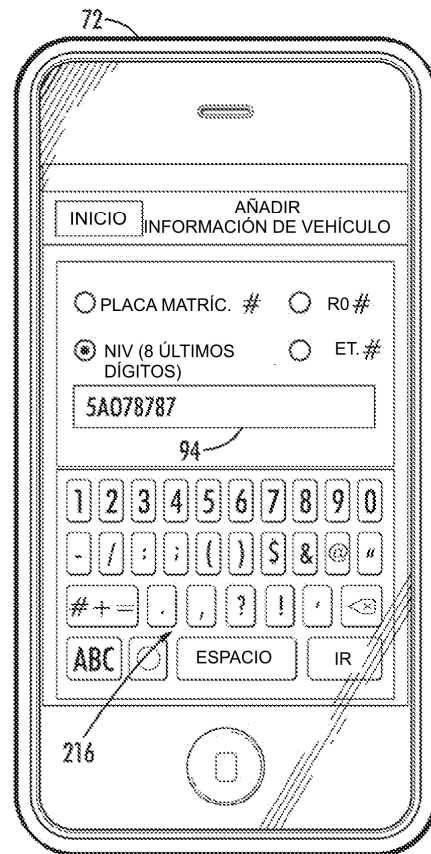 72
INICIO
AÑADIR
INFORMACIÓN DE VEHÍCULO
PLACA MATRÍC. #
R0 #
NIV (8 ÚLTIMOS
DÍGITOS)
ET. #
5A078787
94
1 2 3 4 5 6 7 8 9 0
- / : ; ( ) $ & @ "
#+= . , ? ! '
ABC ESPACIO IR
216